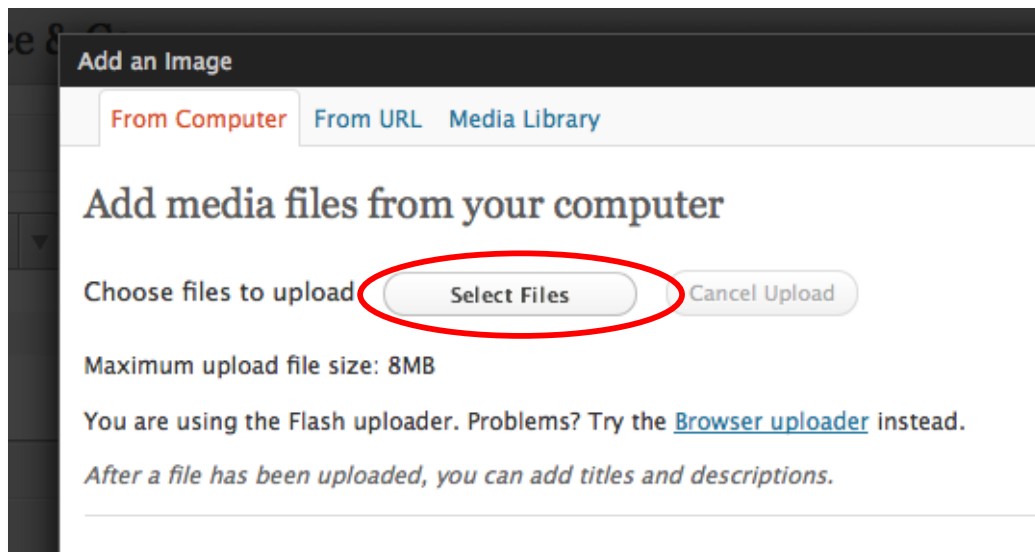 Add an Image
From Computer From URL Media Library
Add media files from your computer
Choose files to upload Select Files Cancel Upload
Maximum upload file size: 8MB
You are using the Flash uploader. Problems? Try the Browser uploader instead.
After a file has been uploaded, you can add titles and descriptions.